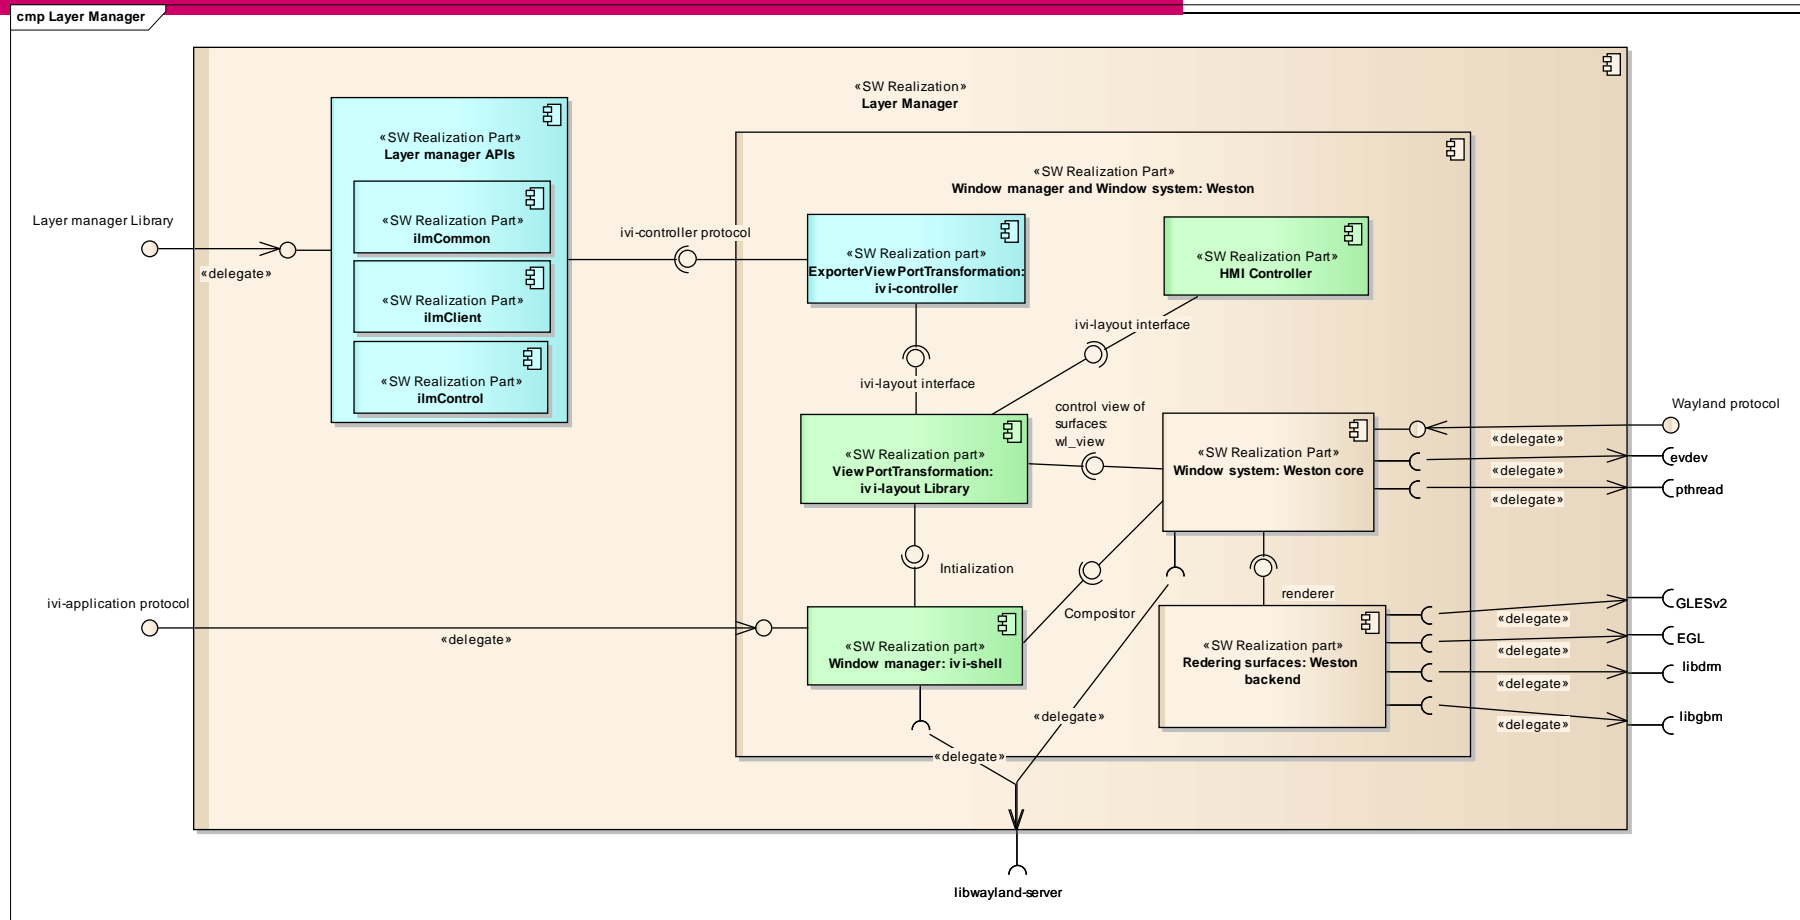 cmp Layer Manager
«SW Realization»
Layer Manager
«SW Realization Part»
Layer manager APIs
«SW Realization Part»
ilmCommon
«SW Realization Part»
ilmClient
«SW Realization Part»
ilmControl
Layer manager Library
«delegate»
ivi-controller protocol
«SW Realization Part»
Window manager and Window system: Weston
«SW Realization part»
ExporterViewPortTransformation:
ivi-controller
«SW Realization Part»
HMI Controller
ivi-layout interface
ivi-layout interface
control view of
surfaces:
wl_view
«SW Realization part»
ViewPortTransformation:
ivi-layout Library
«SW Realization Part»
Window system: Weston core
Wayland protocol
«delegate»
evdev
«delegate»
pthread
«delegate»
Intialization
Compositor
renderer
ivi-application protocol
«delegate»
«SW Realization part»
Window manager: ivi-shell
«SW Realization part»
Redering surfaces: Weston
backend
GLESv2
«delegate»
EGL
«delegate»
libdrm
«delegate»
libgbm
«delegate»
«delegate»
«delegate»
libwayland-server